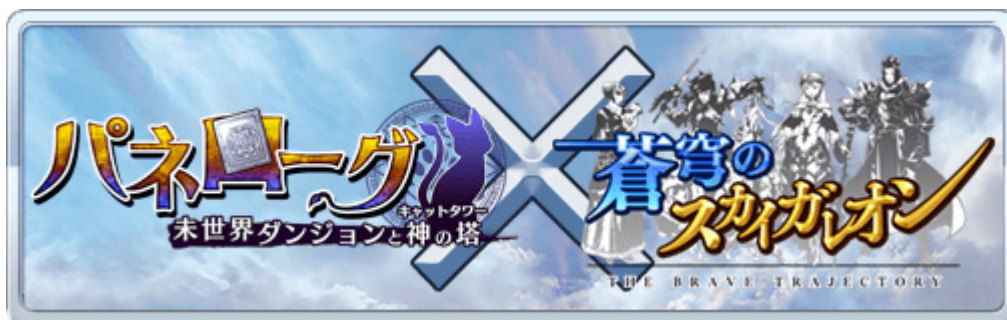 パネローグ
キャットタワー
未世界ダンジョンと神の塔
×
蒼穹の
スカイガレオン
THE BRAVE TRAJECTORY